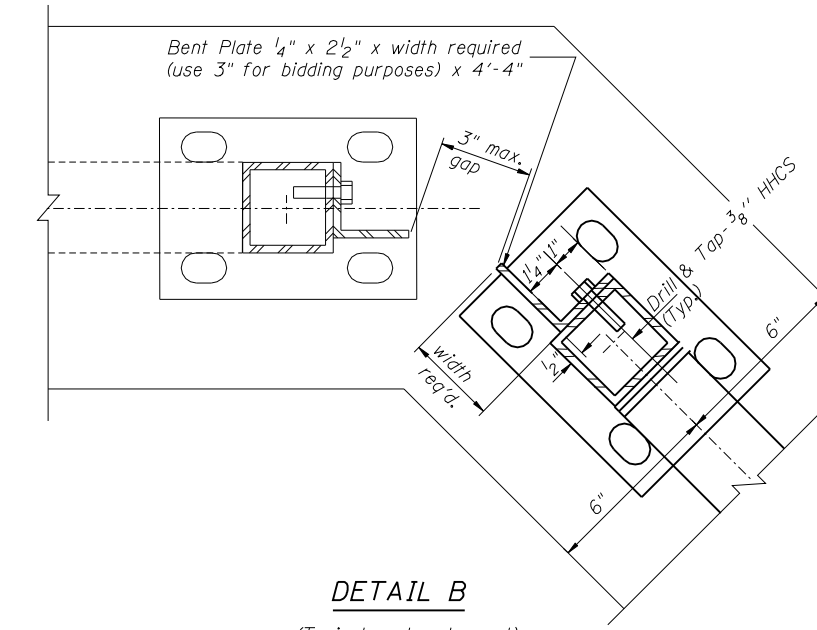 Bent Plate 1/4" x 2 1/2" x width required
(use 3" for bidding purposes) x 4'-4"
3" max.
gap
Drill & Tap-3/8" HHCS
(Typ.)
1 1/4"
1"
1/2"
width
req'd.
6"
6"
DETAIL B